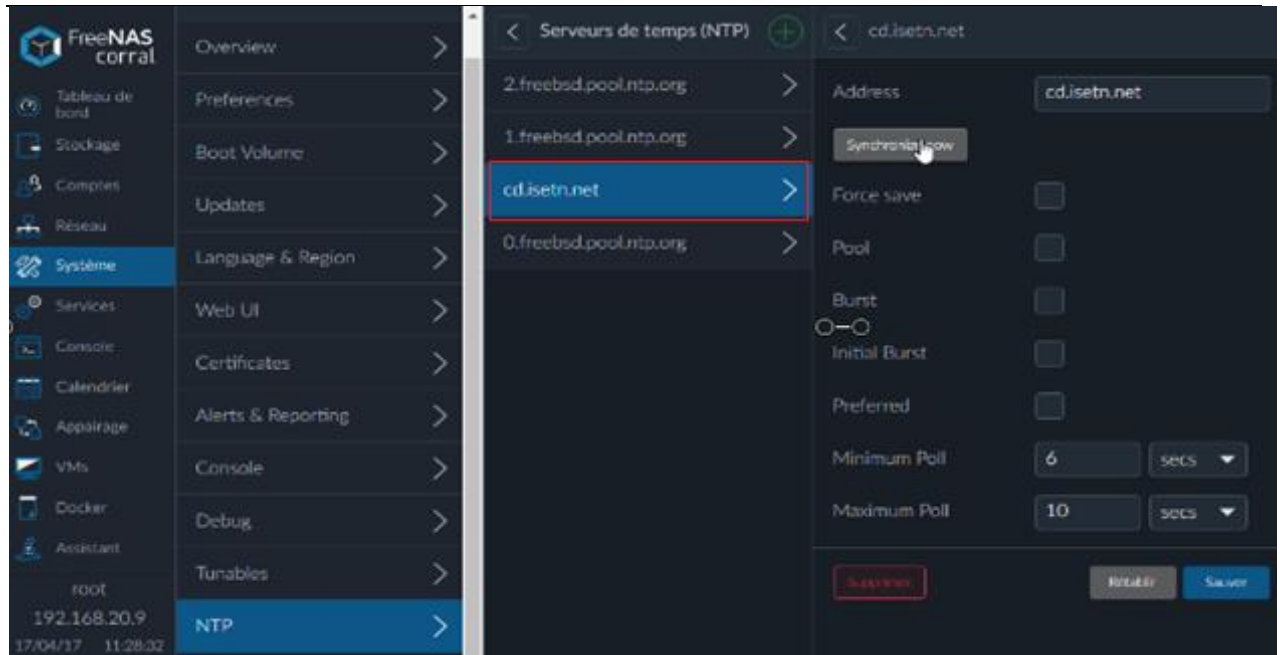 FreeNAS
corral
Tableau de
bord
Stockage
Comptes
Réseau
Système
Services
Console
Calendrier
Appairage
VMs
Docker
Assistant
root
192.168.20.9
17/04/17 11:28:32
Overview
Preferences
Boot Volume
Updates
Language & Region
Web UI
Certificates
Alerts & Reporting
Console
Debug
Tunables
NTP
Serveurs de temps (NTP)
2.freebsd.pool.ntp.org
1.freebsd.pool.ntp.org
cd.isetn.net
0.freebsd.pool.ntp.org
cd.isetn.net
Address cd.isetn.net
Synchronize now
Force save
Pool
Burst
Initial Burst
Preferred
Minimum Poll 6 secs
Maximum Poll 10 secs
Supprimer Rétablir Sauver